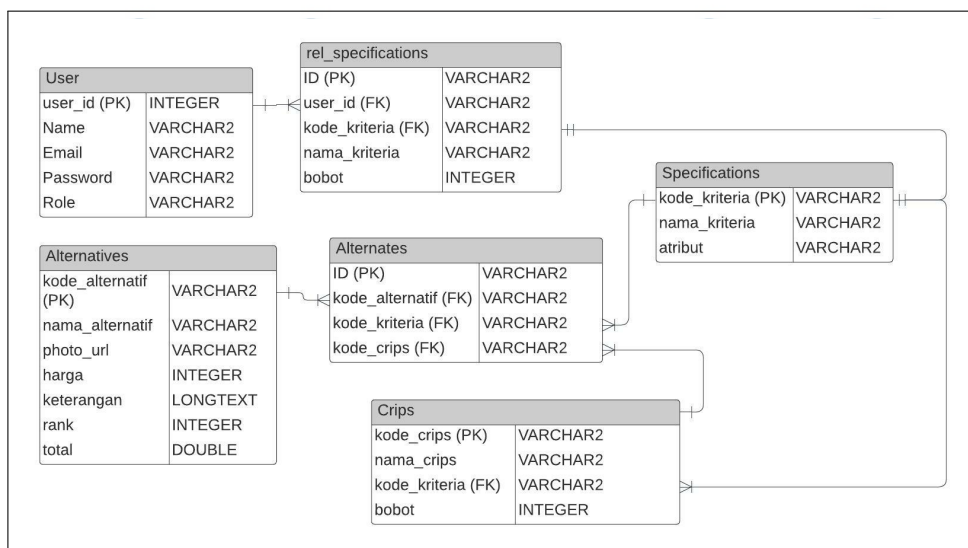 User
user_id (PK) INTEGER
Name VARCHAR2
Email VARCHAR2
Password VARCHAR2
Role VARCHAR2
rel_specifications
ID (PK) VARCHAR2
user_id (FK) VARCHAR2
kode_kriteria (FK) VARCHAR2
nama_kriteria VARCHAR2
bobot INTEGER
Specifications
kode_kriteria (PK) VARCHAR2
nama_kriteria VARCHAR2
atribut VARCHAR2
Alternatives
kode_alternatif
(PK) VARCHAR2
nama_alternatif VARCHAR2
photo_url VARCHAR2
harga INTEGER
keterangan LONGTEXT
rank INTEGER
total DOUBLE
Alternates
ID (PK) VARCHAR2
kode_alternatif (FK) VARCHAR2
kode_kriteria (FK) VARCHAR2
kode_crips (FK) VARCHAR2
Crips
kode_crips (PK) VARCHAR2
nama_crips VARCHAR2
kode_kriteria (FK) VARCHAR2
bobot INTEGER